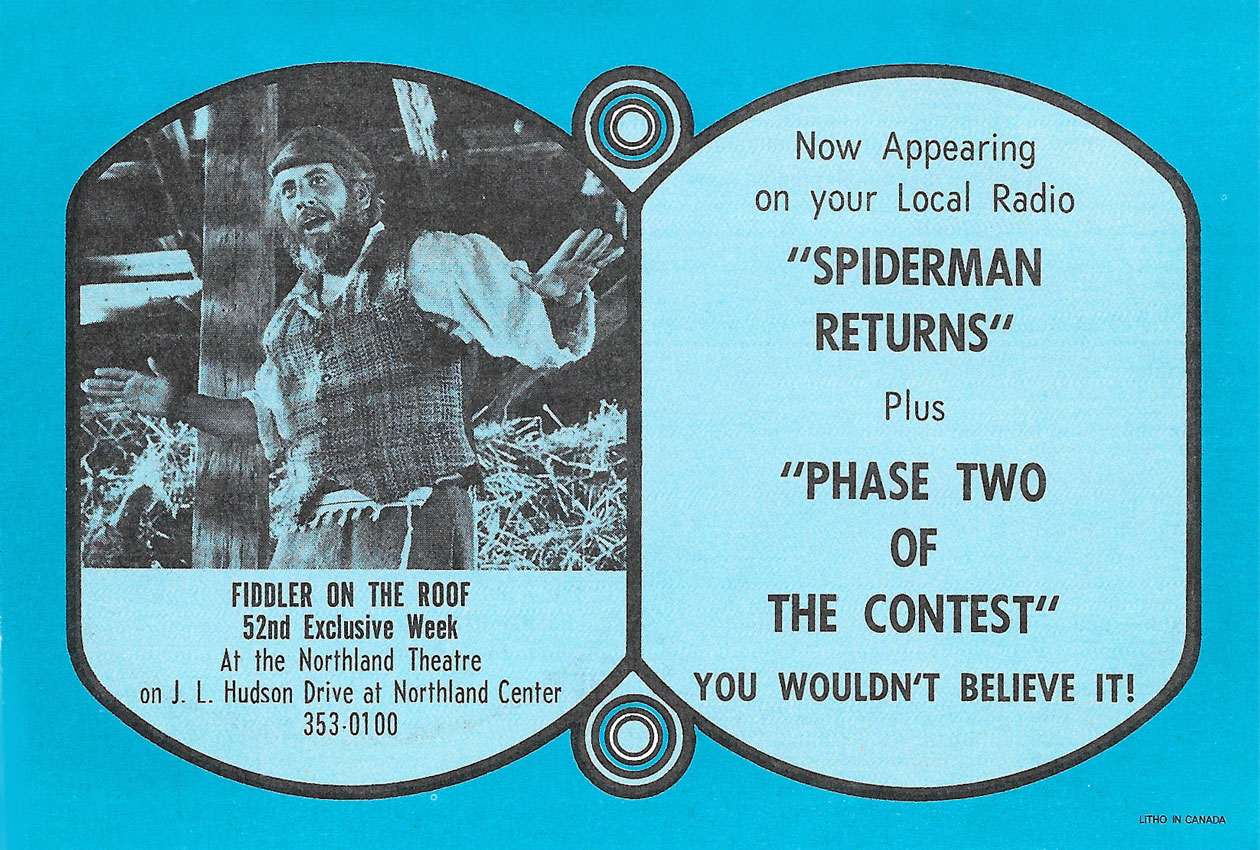 FIDDLER ON THE ROOF
52nd Exclusive Week
At the Northland Theatre
on J. L. Hudson Drive at Northland Center
353-0100
Now Appearing
on your Local Radio
"SPIDERMAN
RETURNS"
Plus
"PHASE TWO
OF
THE CONTEST"
YOU WOULDN'T BELIEVE IT!
LITHO IN CANADA